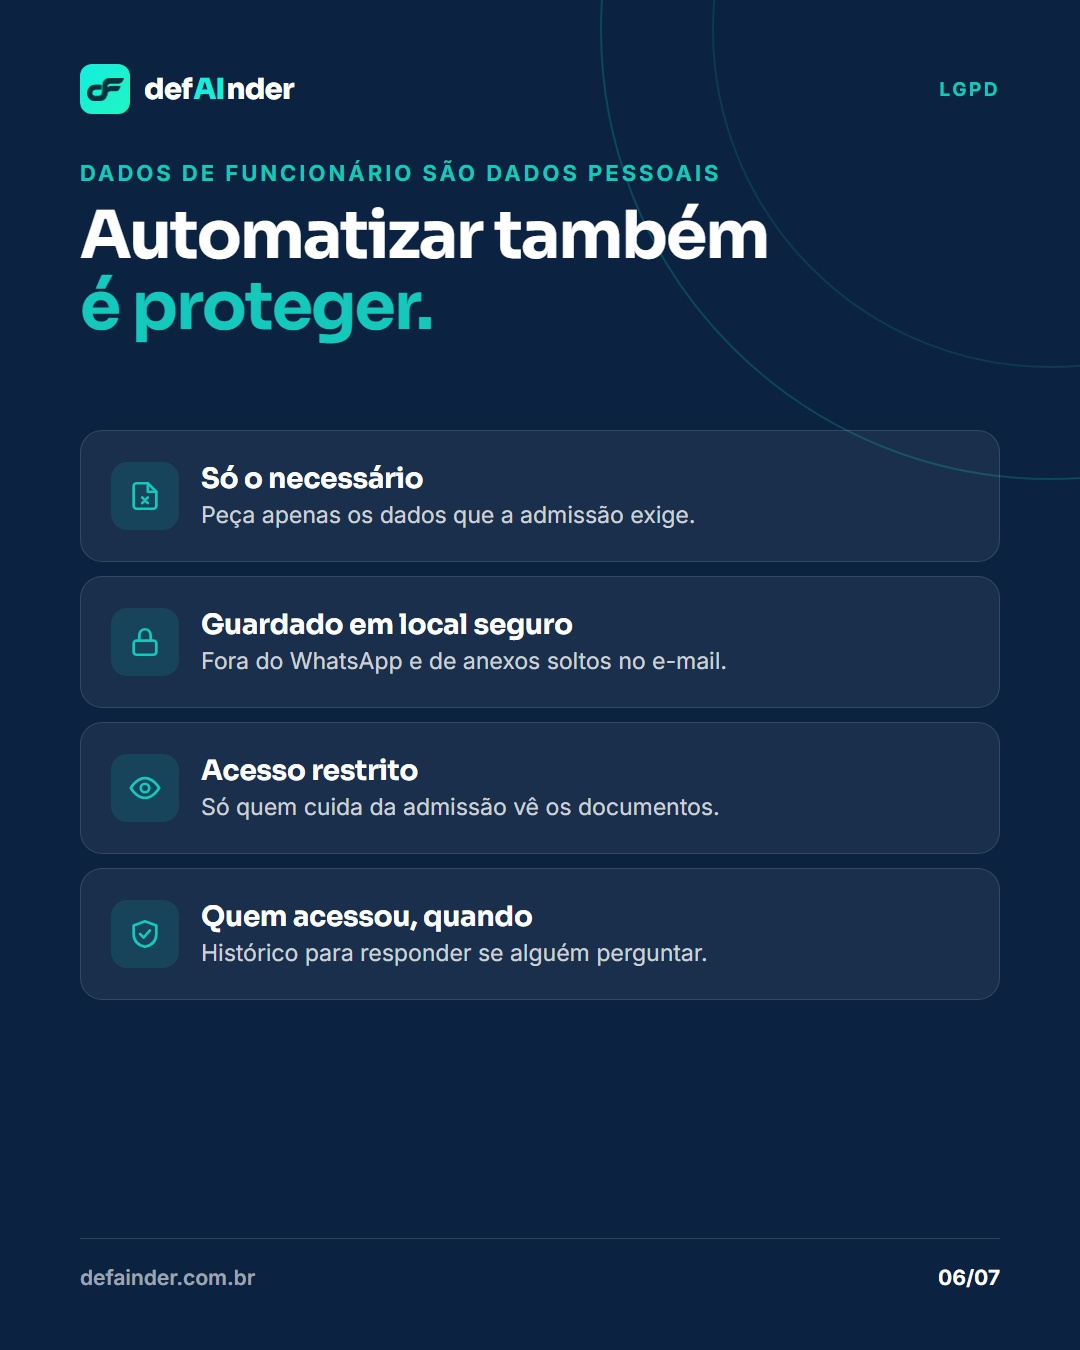 defAInder
LGPD
DADOS DE FUNCIONÁRIO SÃO DADOS PESSOAIS
Automatizar também
é proteger.
Só o necessário
Peça apenas os dados que a admissão exige.
Guardado em local seguro
Fora do WhatsApp e de anexos soltos no e-mail.
Acesso restrito
Só quem cuida da admissão vê os documentos.
Quem acessou, quando
Histórico para responder se alguém perguntar.
defainder.com.br
06/07